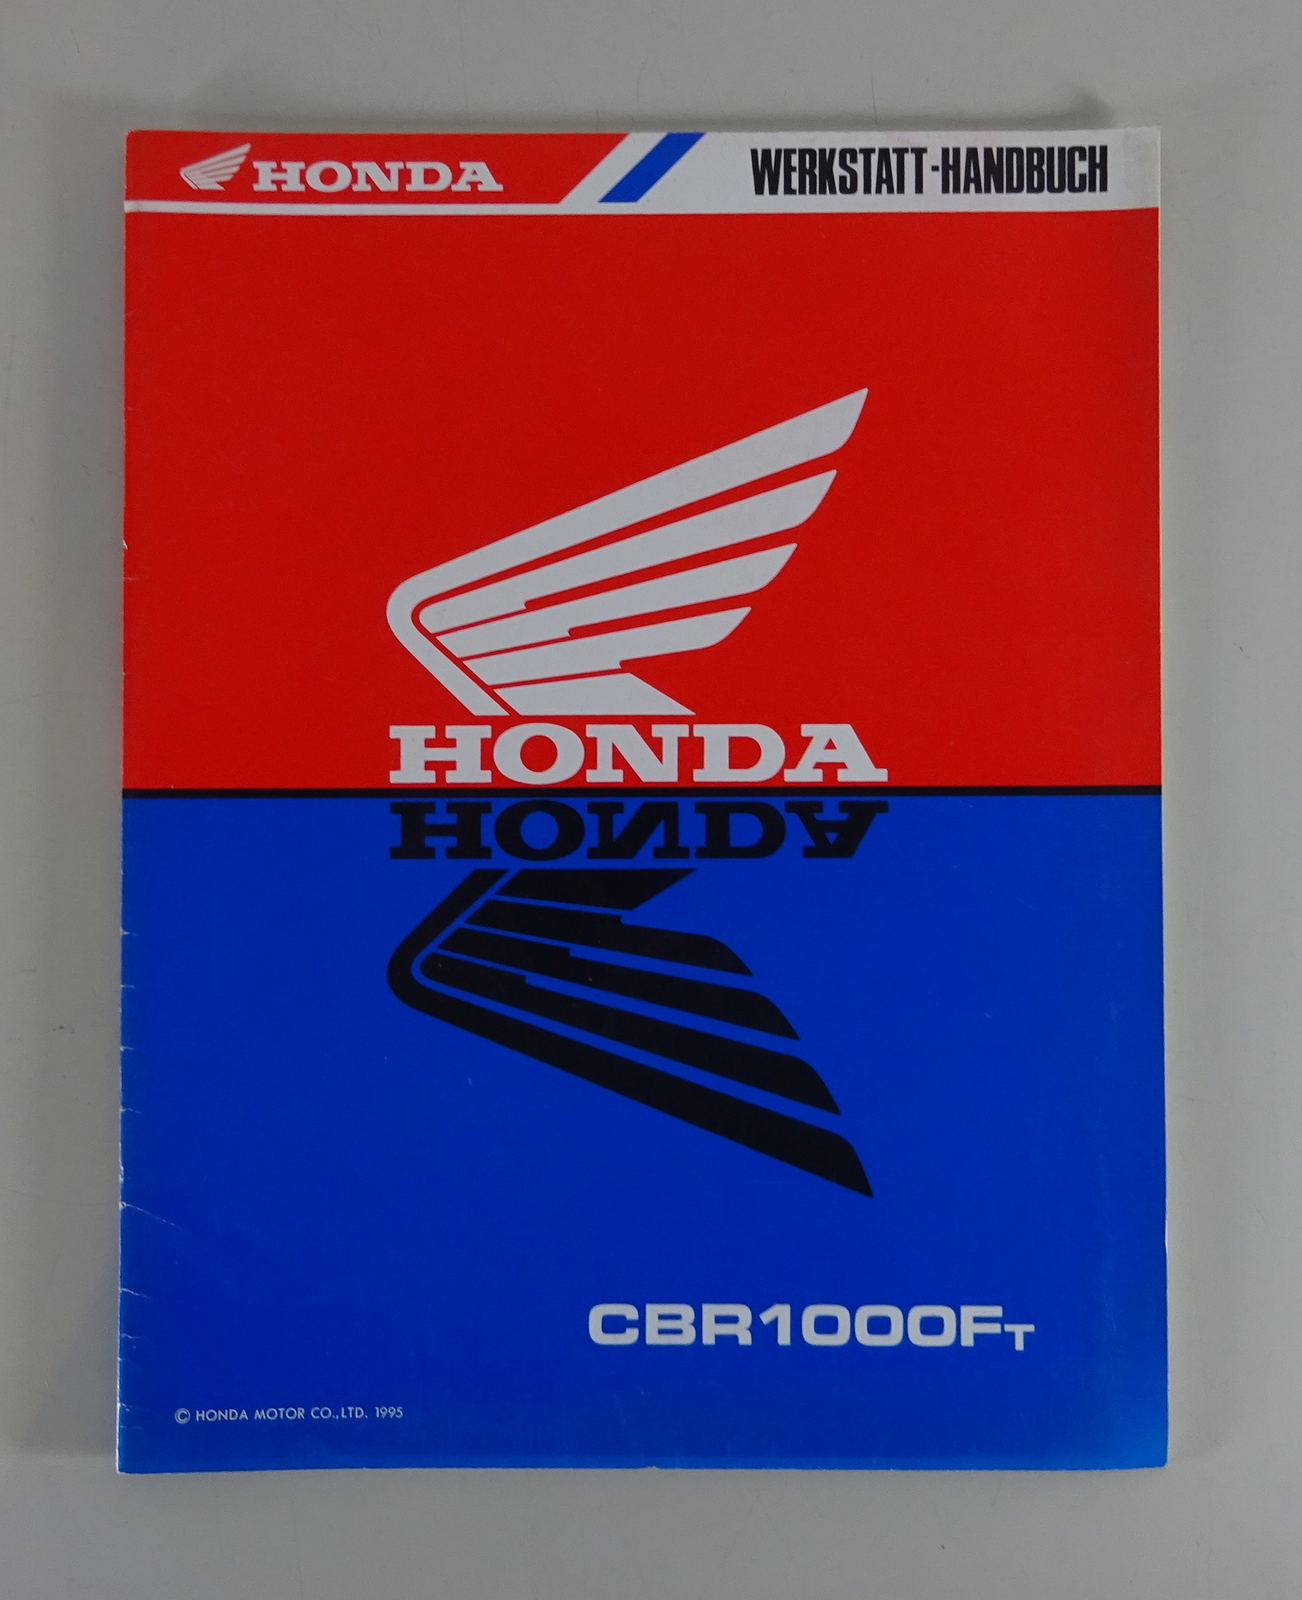 HONDA
WERKSTATT-HANDBUCH
HONDA
HONDA
CBR1000FT
© HONDA MOTOR CO.,LTD. 1995